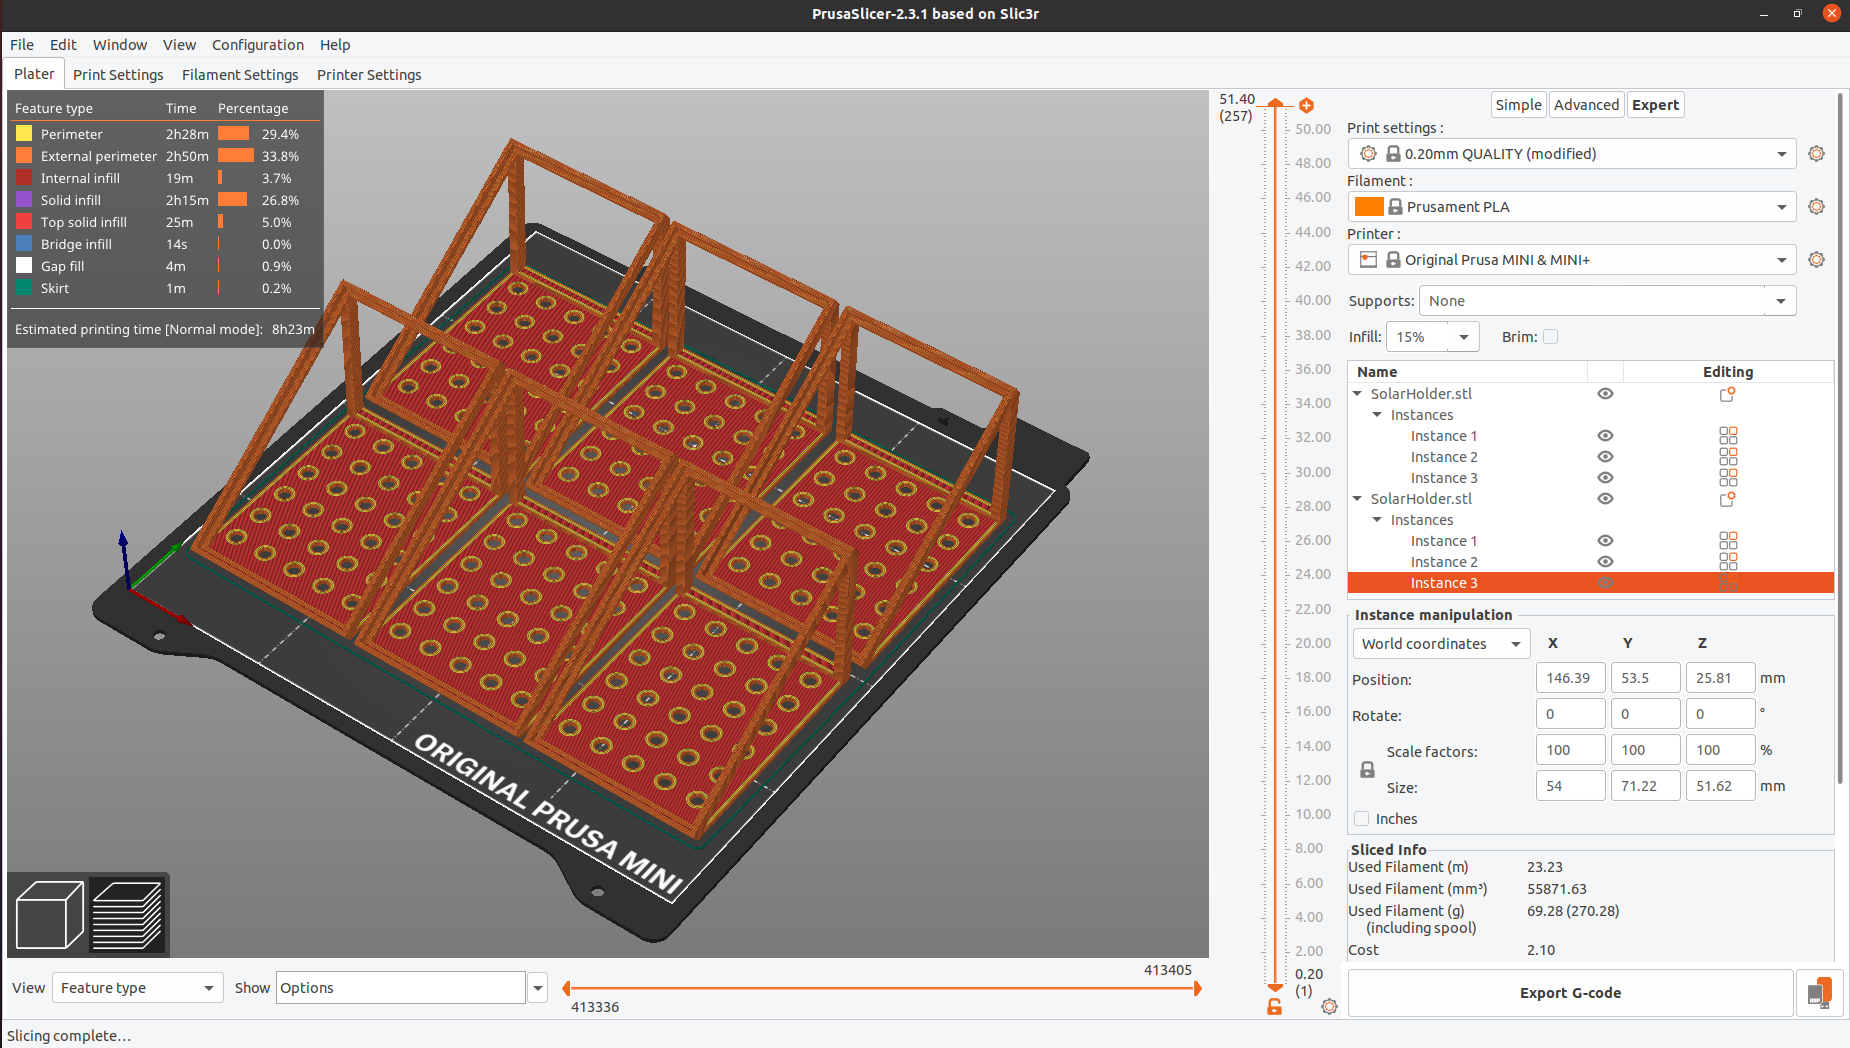 PrusaSlicer-2.3.1 based on Slic3r
File Edit Window View Configuration Help
Plater Print Settings Filament Settings Printer Settings
Feature type Time Percentage
Perimeter 2h28m 29.4%
External perimeter 2h50m 33.8%
Internal infill 19m 3.7%
Solid infill 2h15m 26.8%
Top solid infill 25m 5.0%
Bridge infill 14s 0.0%
Gap fill 4m 0.9%
Skirt 1m 0.2%
Estimated printing time [Normal mode]: 8h23m
ORIGINAL PRUSA MINI
View Feature type Show Options
413405
413336
Slicing complete...
51.40
(257)
50.00
48.00
46.00
44.00
42.00
40.00
38.00
36.00
34.00
32.00
30.00
28.00
26.00
24.00
22.00
20.00
18.00
16.00
14.00
12.00
10.00
8.00
6.00
4.00
2.00
0.20
(1)
Simple Advanced Expert
Print settings :
0.20mm QUALITY (modified)
Filament :
Prusament PLA
Printer :
Original Prusa MINI & MINI+
Supports: None
Infill: 15% Brim:
Name Editing
SolarHolder.stl
Instances
Instance 1
Instance 2
Instance 3
SolarHolder.stl
Instances
Instance 1
Instance 2
Instance 3
Instance manipulation
World coordinates X Y Z
Position: 146.39 53.5 25.81 mm
Rotate: 0 0 0 °
Scale factors: 100 100 100 %
Size: 54 71.22 51.62 mm
Inches
Sliced Info
Used Filament (m) 23.23
Used Filament (mm³) 55871.63
Used Filament (g) 69.28 (270.28)
(including spool)
Cost 2.10
Export G-code